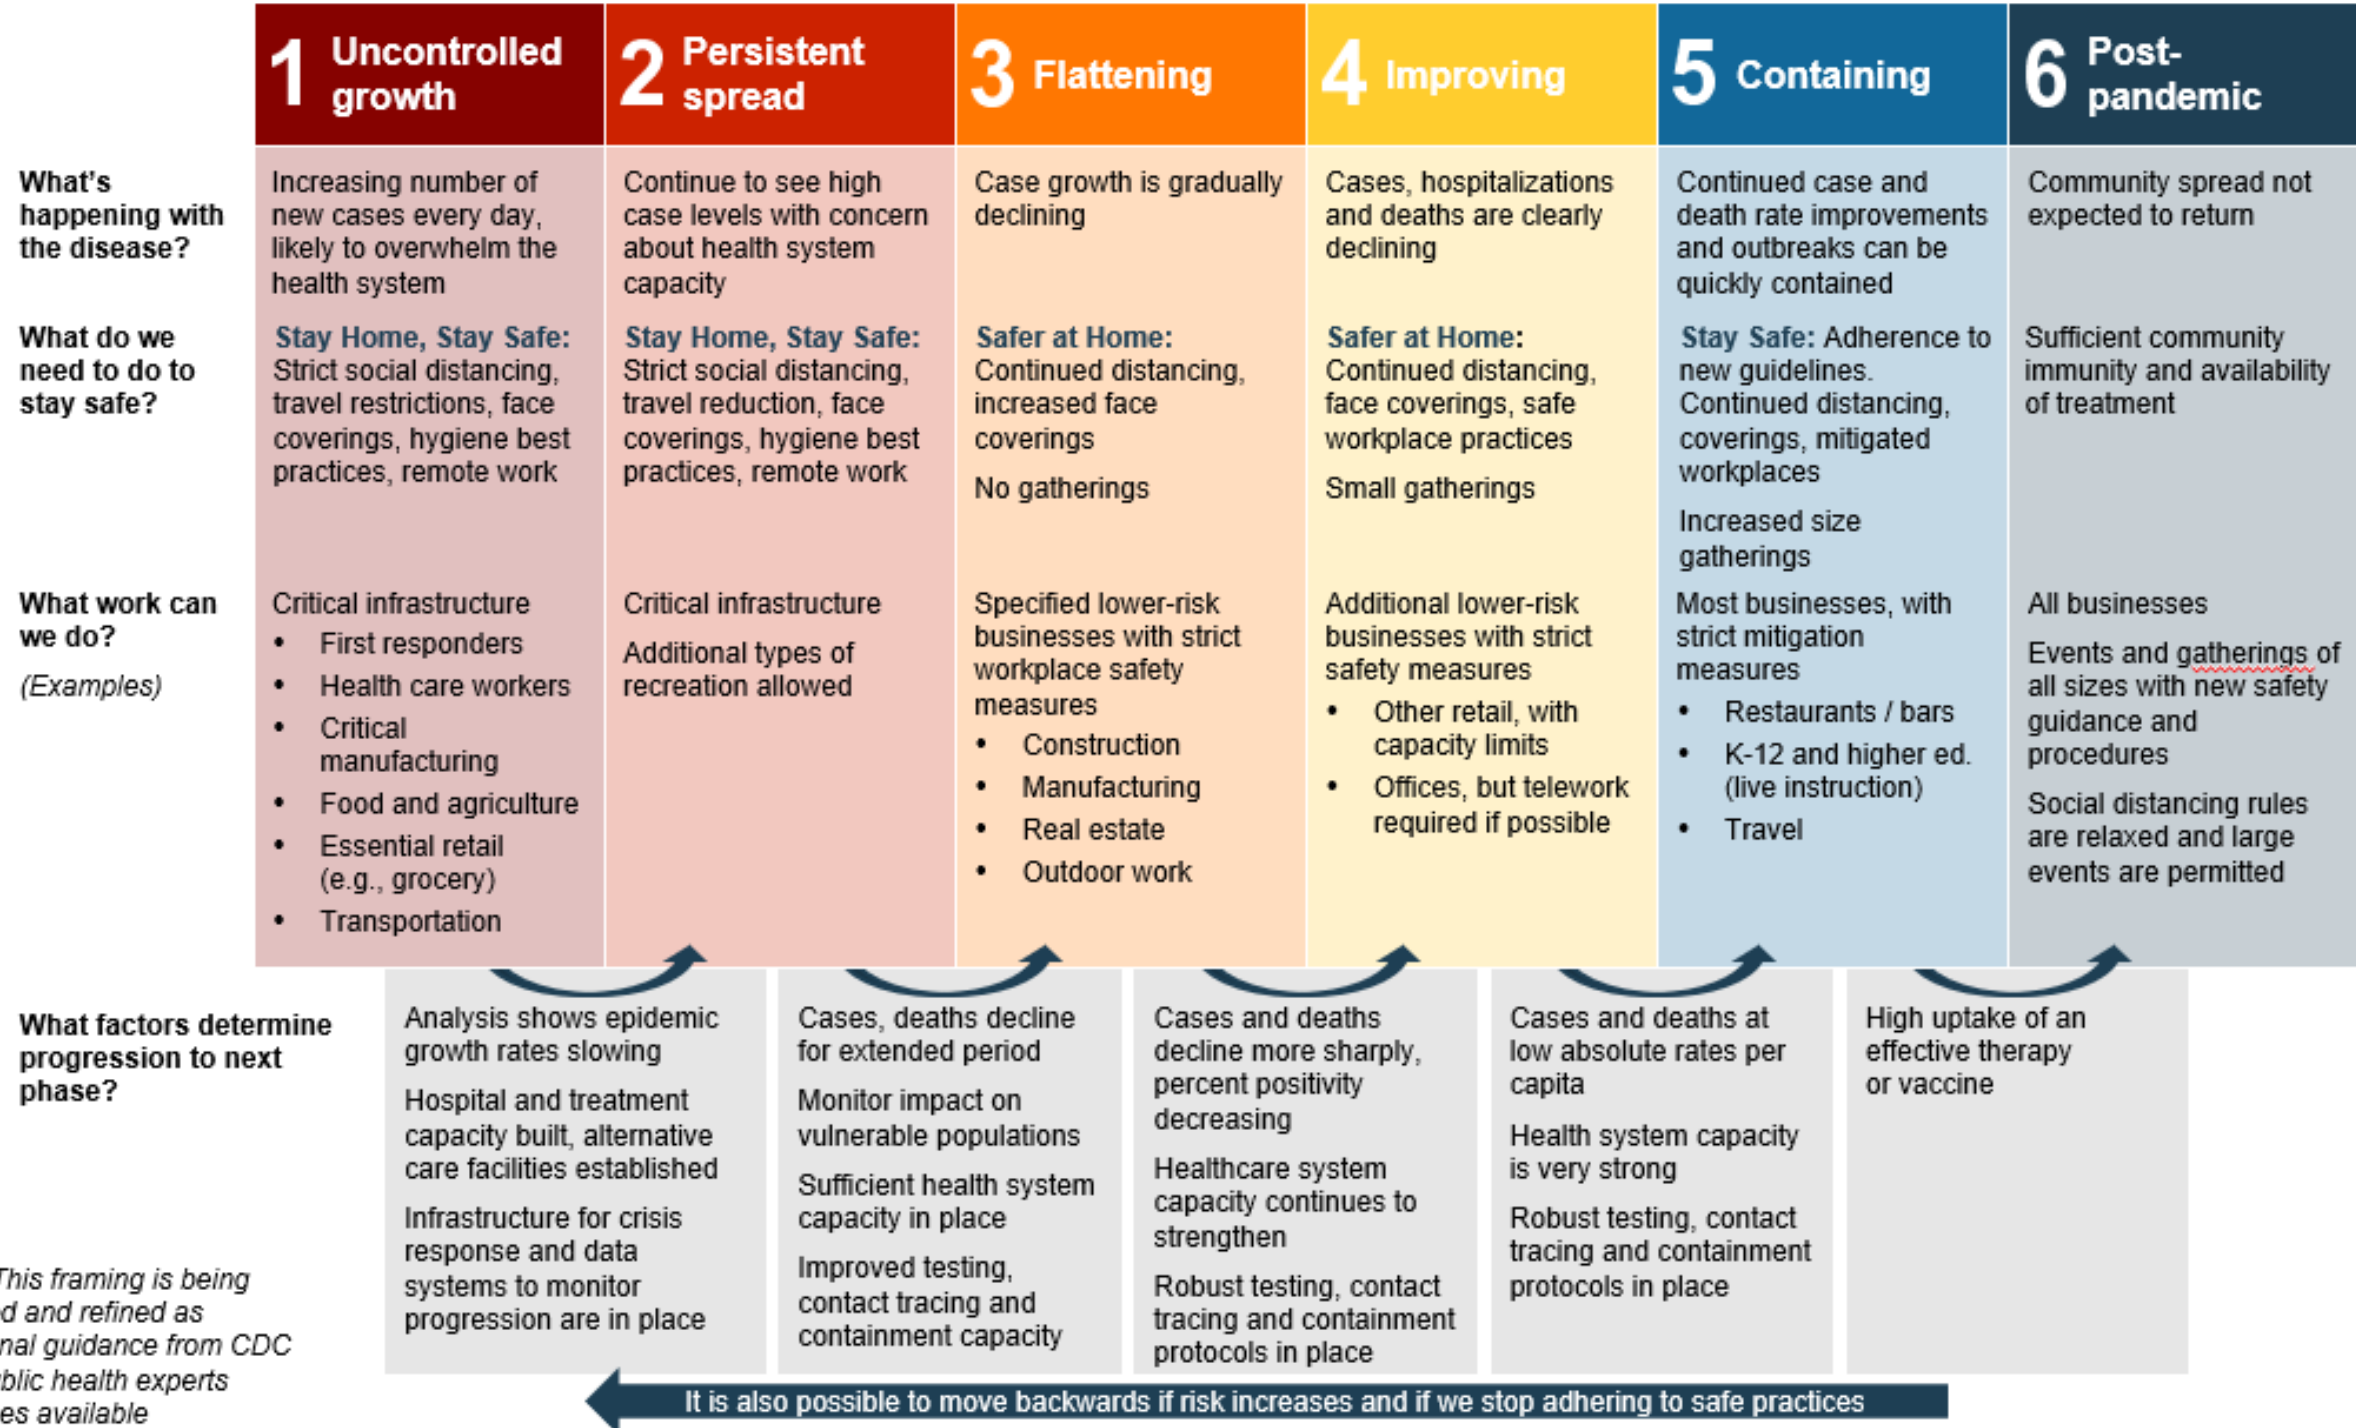 1 Uncontrolled
growth
2 Persistent
spread
3 Flattening
4 Improving
5 Containing
6 Post-
pandemic
What's
happening with
the disease?
Increasing number of
new cases every day,
likely to overwhelm the
health system
Continue to see high
case levels with concern
about health system
capacity
Case growth is gradually
declining
Cases, hospitalizations
and deaths are clearly
declining
Continued case and
death rate improvements
and outbreaks can be
quickly contained
Community spread not
expected to return
What do we
need to do to
stay safe?
Stay Home, Stay Safe:
Strict social distancing,
travel restrictions, face
coverings, hygiene best
practices, remote work
Stay Home, Stay Safe:
Strict social distancing,
travel reduction, face
coverings, hygiene best
practices, remote work
Safer at Home:
Continued distancing,
increased face
coverings
No gatherings
Safer at Home:
Continued distancing,
face coverings, safe
workplace practices
Small gatherings
Stay Safe: Adherence to
new guidelines.
Continued distancing,
coverings, mitigated
workplaces
Increased size
gatherings
Sufficient community
immunity and availability
of treatment
What work can
we do?
(Examples)
Critical infrastructure
• First responders
• Health care workers
• Critical
manufacturing
• Food and agriculture
• Essential retail
(e.g., grocery)
• Transportation
Critical infrastructure
Additional types of
recreation allowed
Specified lower-risk
businesses with strict
workplace safety
measures
• Construction
• Manufacturing
• Real estate
• Outdoor work
Additional lower-risk
businesses with strict
safety measures
• Other retail, with
capacity limits
• Offices, but telework
required if possible
Most businesses, with
strict mitigation
measures
• Restaurants / bars
• K-12 and higher ed.
(live instruction)
• Travel
All businesses
Events and gatherings of
all sizes with new safety
guidance and
procedures
Social distancing rules
are relaxed and large
events are permitted
What factors determine
progression to next
phase?
Analysis shows epidemic
growth rates slowing
Hospital and treatment
capacity built, alternative
care facilities established
Infrastructure for crisis
response and data
systems to monitor
progression are in place
Cases, deaths decline
for extended period
Monitor impact on
vulnerable populations
Sufficient health system
capacity in place
Improved testing,
contact tracing and
containment capacity
Cases and deaths
decline more sharply,
percent positivity
decreasing
Healthcare system
capacity continues to
strengthen
Robust testing, contact
tracing and containment
protocols in place
Cases and deaths at
low absolute rates per
capita
Health system capacity
is very strong
Robust testing, contact
tracing and containment
protocols in place
High uptake of an
effective therapy
or vaccine
This framing is being
d and refined as
nal guidance from CDC
blic health experts
es available
It is also possible to move backwards if risk increases and if we stop adhering to safe practices